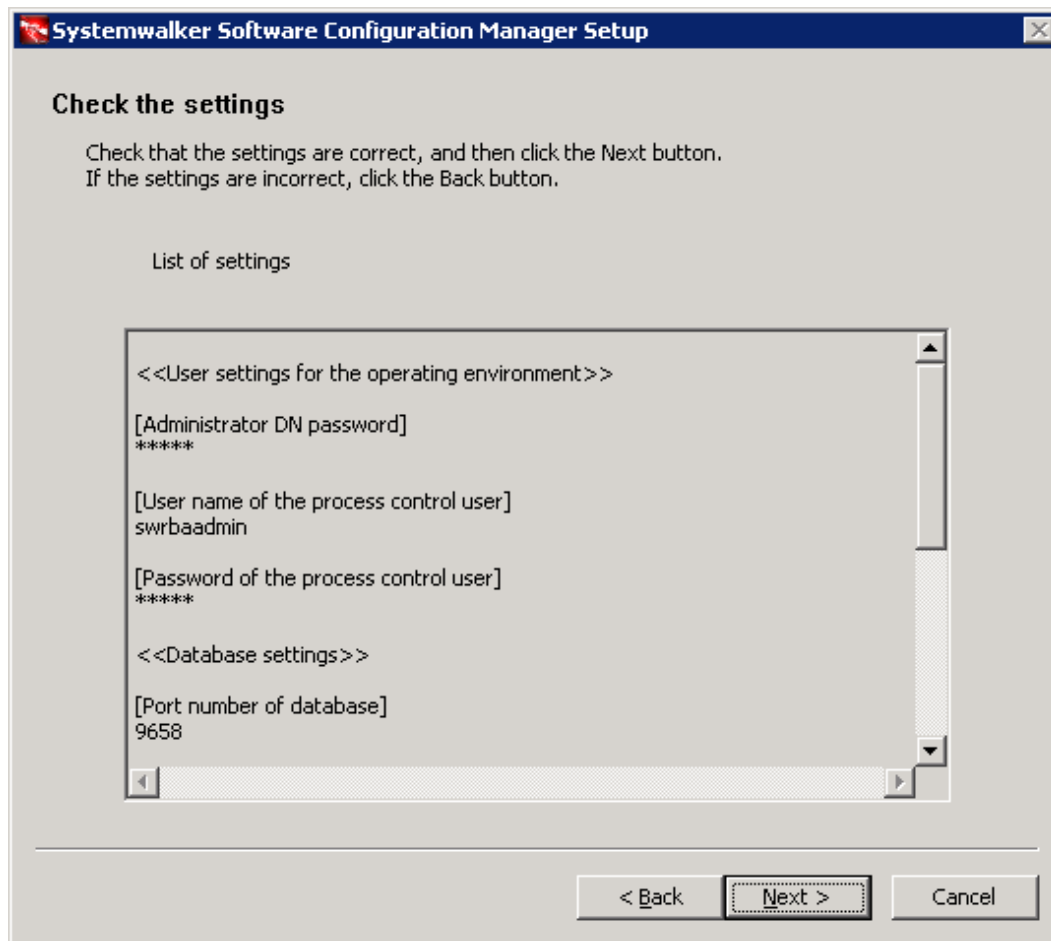 Systemwalker Software Configuration Manager Setup
Check the settings
Check that the settings are correct, and then click the Next button.
If the settings are incorrect, click the Back button.
List of settings
<<User settings for the operating environment>>
[Administrator DN password]
*****
[User name of the process control user]
swrbaadmin
[Password of the process control user]
*****
<<Database settings>>
[Port number of database]
9658
< Back
Next >
Cancel